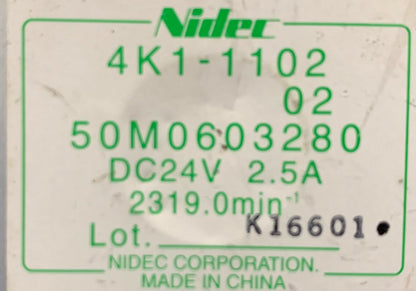 Nidec
4K1-1102
02
50M0603280
DC24V 2.5A
2319.0min⁻¹
Lot. K16601
NIDEC CORPORATION.
MADE IN CHINA